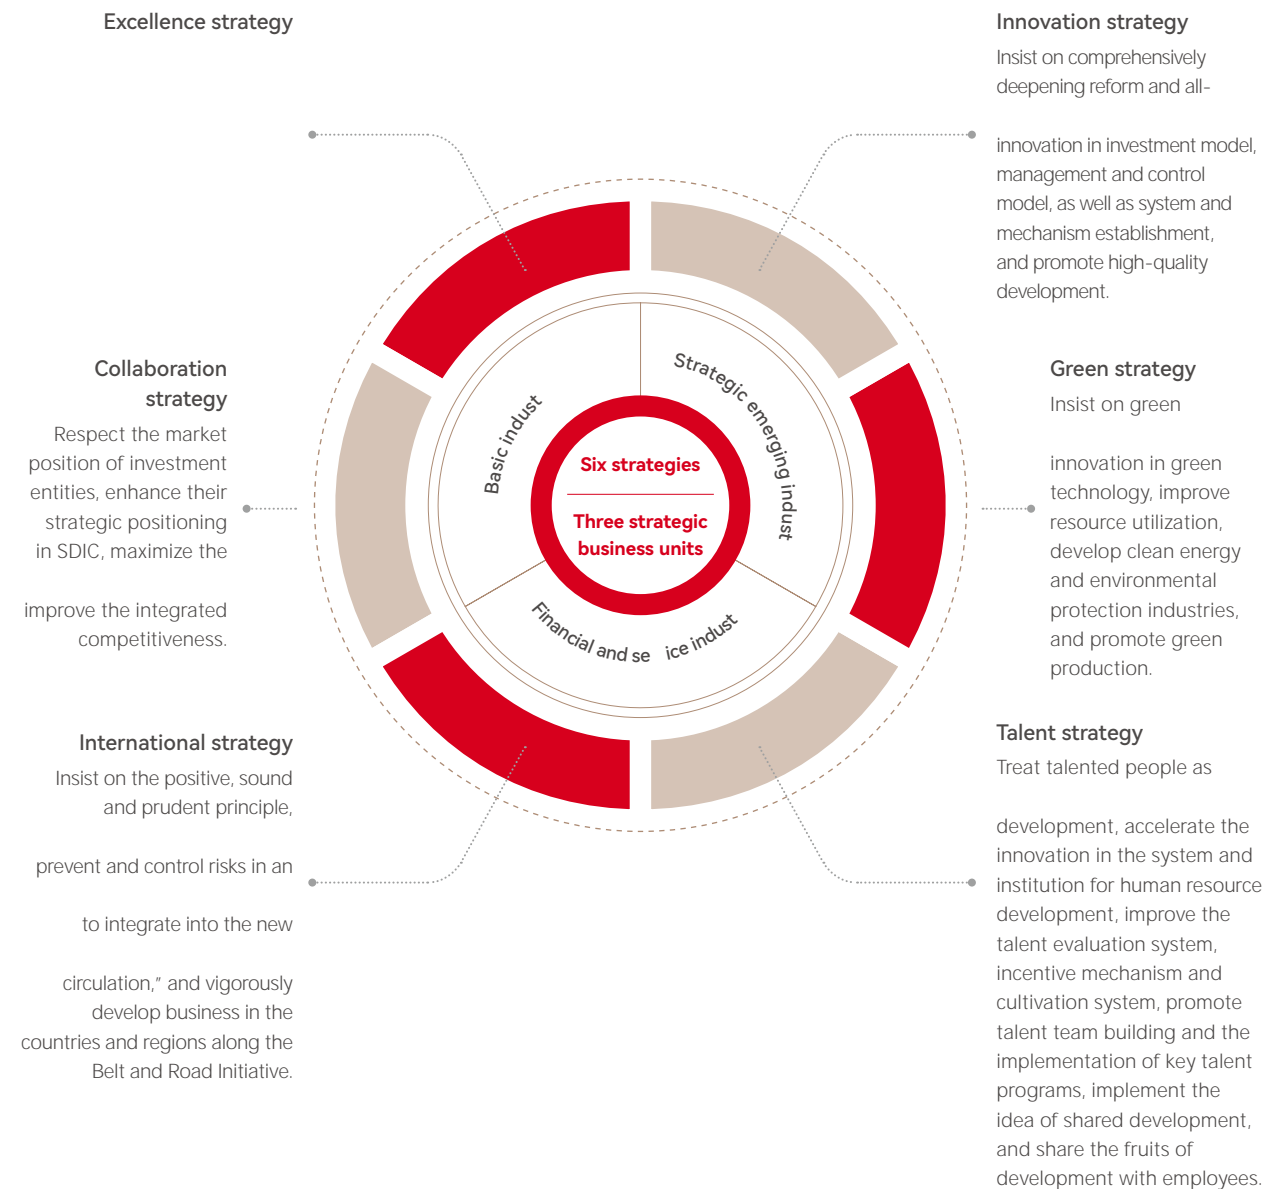 Excellence strategy
Innovation strategy
Insist on comprehensively
deepening reform and all-
innovation in investment model,
management and control
model, as well as system and
mechanism establishment,
and promote high-quality
development.
Collaboration
strategy
Respect the market
position of investment
entities, enhance their
strategic positioning
in SDIC, maximize the
improve the integrated
competitiveness.
Green strategy
Insist on green
innovation in green
technology, improve
resource utilization,
develop clean energy
and environmental
protection industries,
and promote green
production.
Basic indust
Strategic emerging indust
Financial and se ice indust
Six strategies
Three strategic
business units
International strategy
Insist on the positive, sound
and prudent principle,
prevent and control risks in an
to integrate into the new
circulation,” and vigorously
develop business in the
countries and regions along the
Belt and Road Initiative.
Talent strategy
Treat talented people as
development, accelerate the
innovation in the system and
institution for human resource
development, improve the
talent evaluation system,
incentive mechanism and
cultivation system, promote
talent team building and the
implementation of key talent
programs, implement the
idea of shared development,
and share the fruits of
development with employees.